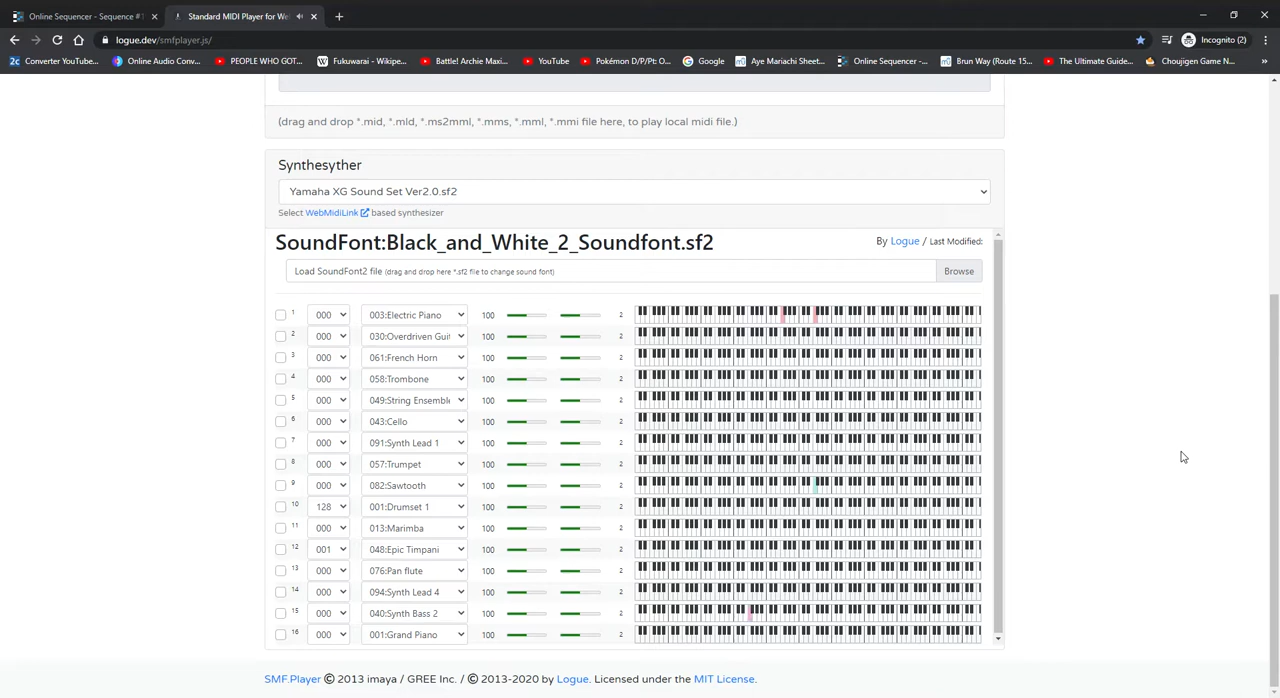 Online Sequencer - Sequence #1
Standard MIDI Player for We
logue.dev/smfplayer.js/
Incognito (2)
Converter YouTube...
Online Audio Conv...
PEOPLE WHO GOT...
Fukuwarai - Wikipe...
Battle! Archie Maxi...
YouTube
Pokémon D/P/Pt: O...
Google
Aye Mariachi Sheet...
Online Sequencer -...
Brun Way (Route 15...
The Ultimate Guide...
Choujigen Game N...
(drag and drop *.mid, *.mld, *.ms2mml, *.mms, *.mml, *.mmi file here, to play local midi file.)
Synthesyther
Yamaha XG Sound Set Ver2.0.sf2
Select WebMidiLink based synthesizer
SoundFont:Black_and_White_2_Soundfont.sf2
By Logue / Last Modified:
Load SoundFont2 file (drag and drop here *.sf2 file to change sound font)
Browse
1 000 003:Electric Piano 100 2
2 000 030:Overdriven Guit 100 2
3 000 061:French Horn 100 2
4 000 058:Trombone 100 2
5 000 049:String Ensemble 100 2
6 000 043:Cello 100 2
7 000 091:Synth Lead 1 100 2
8 000 057:Trumpet 100 2
9 000 082:Sawtooth 100 2
10 128 001:Drumset 1 100 2
11 000 013:Marimba 100 2
12 001 048:Epic Timpani 100 2
13 000 076:Pan flute 100 2
14 000 094:Synth Lead 4 100 2
15 000 040:Synth Bass 2 100 2
16 000 001:Grand Piano 100 2
SMF.Player © 2013 imaya / GREE Inc. / © 2013-2020 by Logue. Licensed under the MIT License.